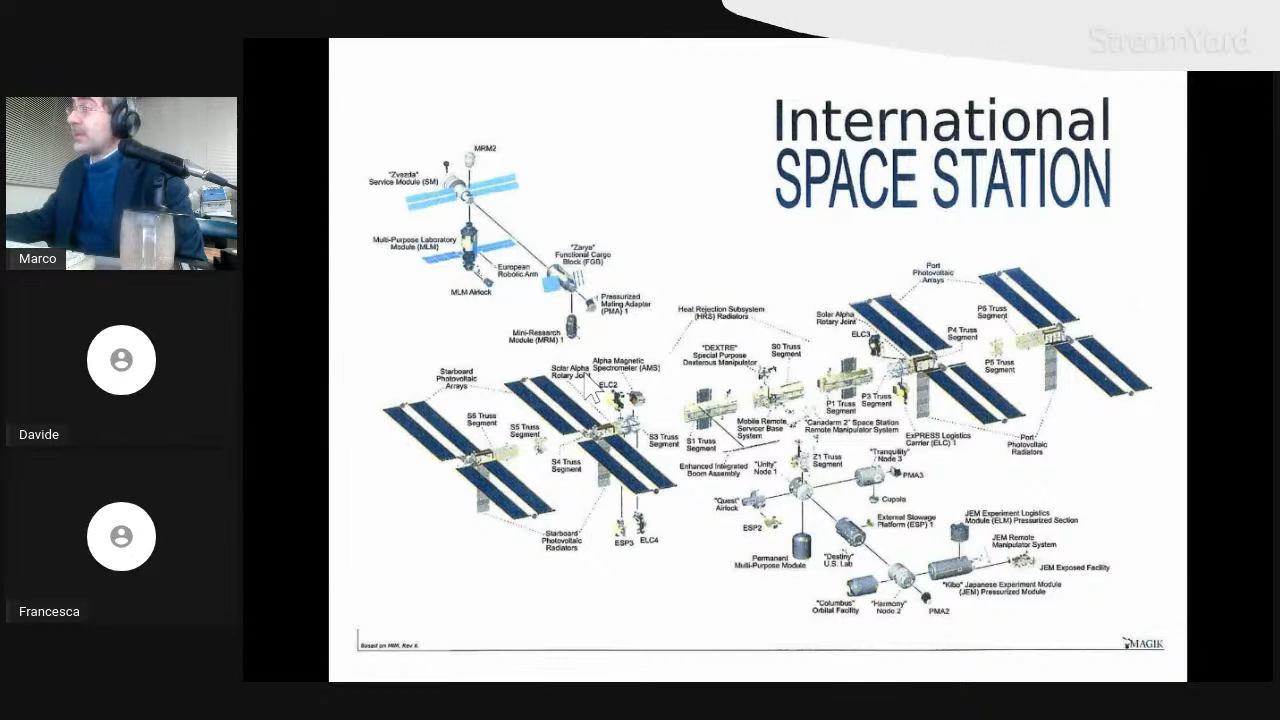 StreamYard
International
SPACE STATION
MRM2
"Zvezda"
Service Module (SM)
Multi-Purpose Laboratory
Module (MLM)
European
Robotic Arm
MLM Airlock
"Zarya"
Functional Cargo
Block (FGB)
Pressurized
Mating Adapter
(PMA) 1
Mini-Research
Module (MRM) 1
Heat Rejection Subsystem
(HRS) Radiators
Port
Photovoltaic
Arrays
Solar Alpha
Rotary Joint
ELC3
P6 Truss
Segment
P4 Truss
Segment
P5 Truss
Segment
"DEXTRE"
Special Purpose
Dexterous Manipulator
S0 Truss
Segment
P1 Truss
Segment
P3 Truss
Segment
Alpha Magnetic
Spectrometer (AMS)
Solar Alpha
Rotary Joint
ELC2
Starboard
Photovoltaic
Arrays
S6 Truss
Segment
S5 Truss
Segment
S4 Truss
Segment
S3 Truss
Segment
S1 Truss
Segment
Mobile Remote
Servicer Base
System
"Canadarm 2" Space Station
Remote Manipulator System
ExPRESS Logistics
Carrier (ELC) 1
Port
Photovoltaic
Radiators
Enhanced Integrated
Boom Assembly
"Unity"
Node 1
Z1 Truss
Segment
"Tranquility"
Node 3
PMA3
Cupola
"Quest"
Airlock
ESP2
External Stowage
Platform (ESP) 1
JEM Experiment Logistics
Module (ELM) Pressurized Section
JEM Remote
Manipulator System
JEM Exposed Facility
Starboard
Photovoltaic
Radiators
ESP3
ELC4
Permanent
Multi-Purpose Module
"Destiny"
U.S. Lab
"Kibo" Japanese Experiment Module
(JEM) Pressurized Module
"Columbus"
Orbital Facility
"Harmony"
Node 2
PMA2
Based on MIM, Rev. 6
MAGIK
Marco
Davide
Francesca